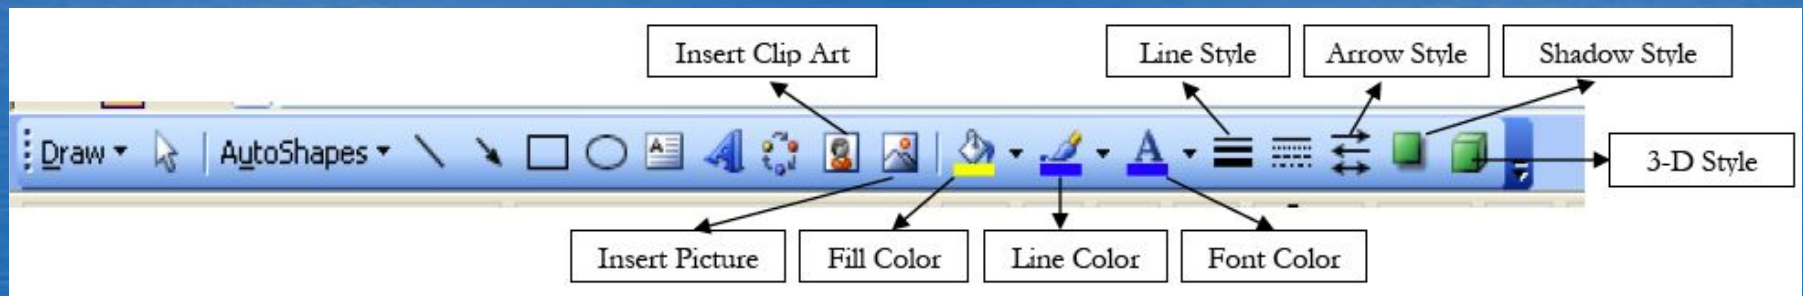 Insert Clip Art
Line Style
Arrow Style
Shadow Style
Draw
AutoShapes
A
A
3-D Style
Insert Picture
Fill Color
Line Color
Font Color